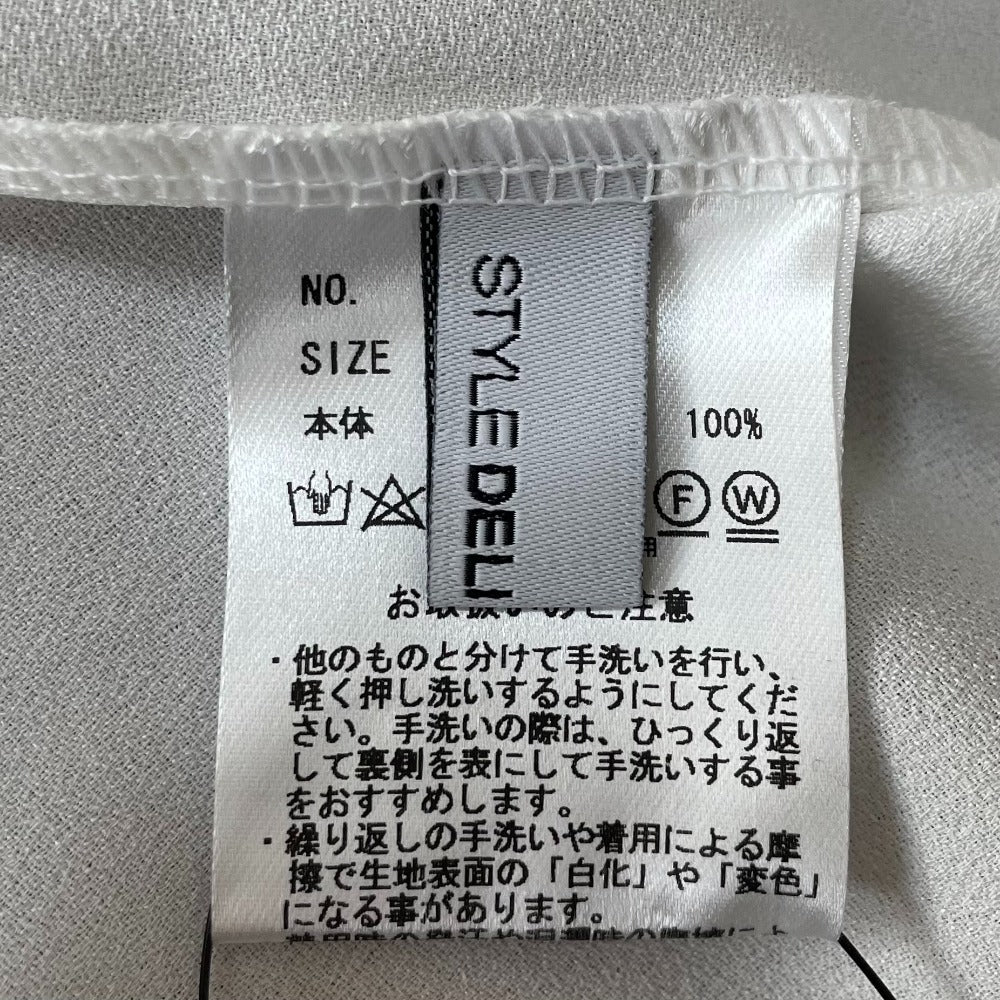 NO.
SIZE
本体 100%
STYLE DELI
F W
用
お取扱いのご注意
・他のものと分けて手洗いを行い、
軽く押し洗いするようにしてくだ
さい。手洗いの際は、ひっくり返
して裏側を表にして手洗いする事
をおすすめします。
・繰り返しの手洗いや着用による摩
擦で生地表面の「白化」や「変色」
になる事があります。